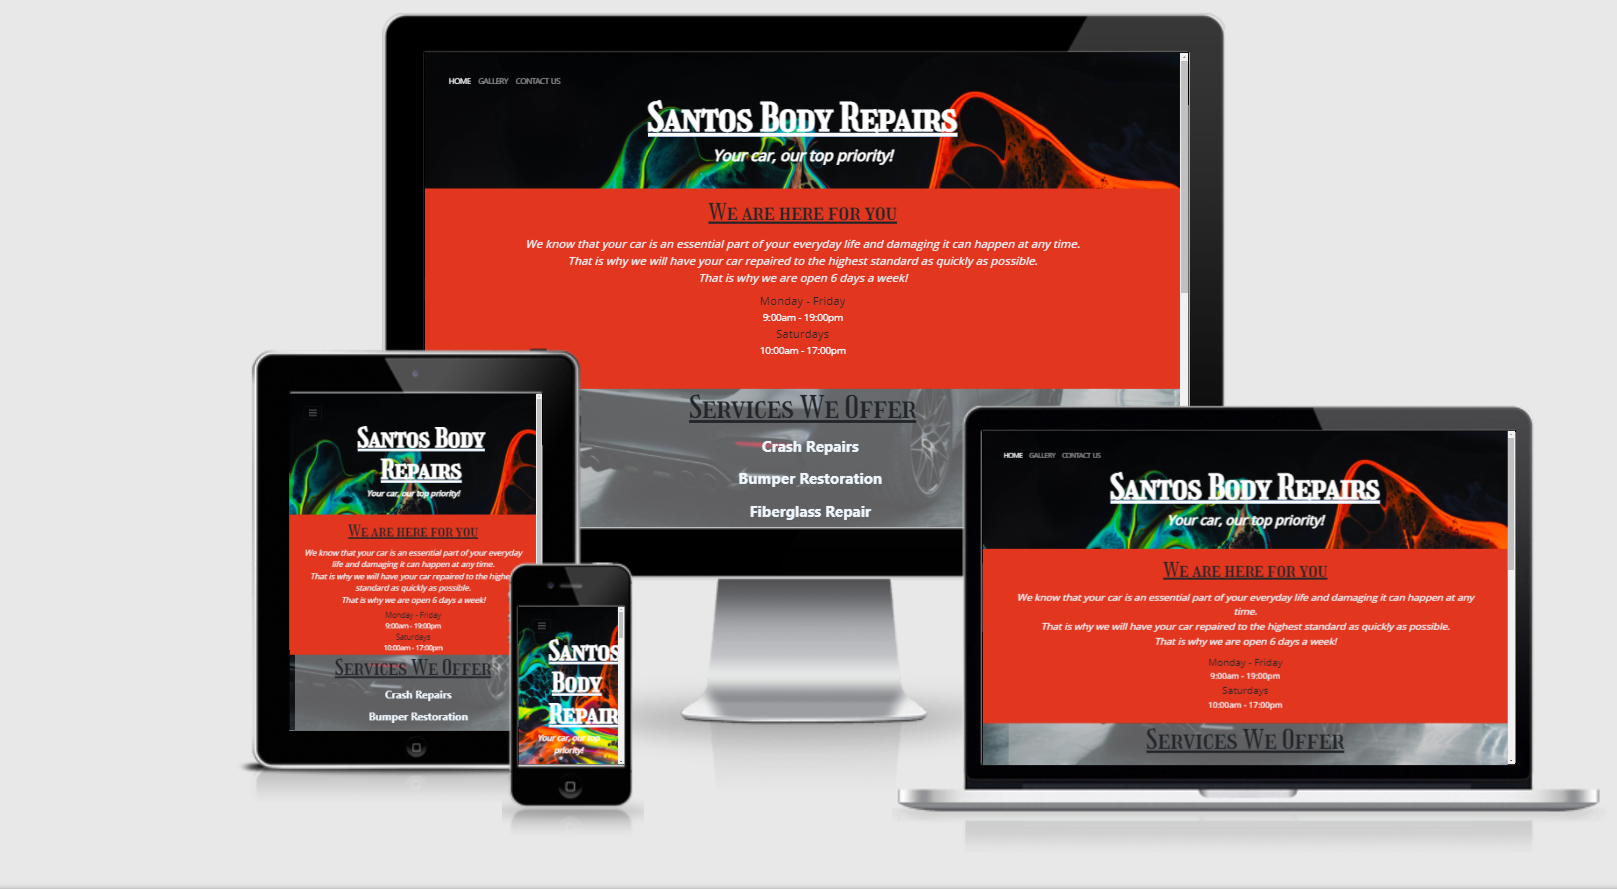 HOME GALLERY CONTACT US
Santos Body Repairs
Your car, our top priority!
We are here for you
We know that your car is an essential part of your everyday life and damaging it can happen at any time.
That is why we will have your car repaired to the highest standard as quickly as possible.
That is why we are open 6 days a week!
Monday - Friday
9:00am - 19:00pm
Saturdays
10:00am - 17:00pm
Services We Offer
Crash Repairs
Bumper Restoration
Fiberglass Repair
Santos Body
Repairs
Your car, our top priority!
We are here for you
We know that your car is an essential part of your everyday
life and damaging it can happen at any time.
That is why we will have your car repaired to the highe
standard as quickly as possible.
That is why we are open 6 days a week!
Monday - Friday
9:00am - 19:00pm
Saturdays
10:00am - 17:00pm
Services We Offer
Crash Repairs
Bumper Restoration
Santos
Body
Repair
Your car, our top
priority!
HOME GALLERY CONTACT US
Santos Body Repairs
Your car, our top priority!
We are here for you
We know that your car is an essential part of your everyday life and damaging it can happen at any
time.
That is why we will have your car repaired to the highest standard as quickly as possible.
That is why we are open 6 days a week!
Monday - Friday
9:00am - 19:00pm
Saturdays
10:00am - 17:00pm
Services We Offer